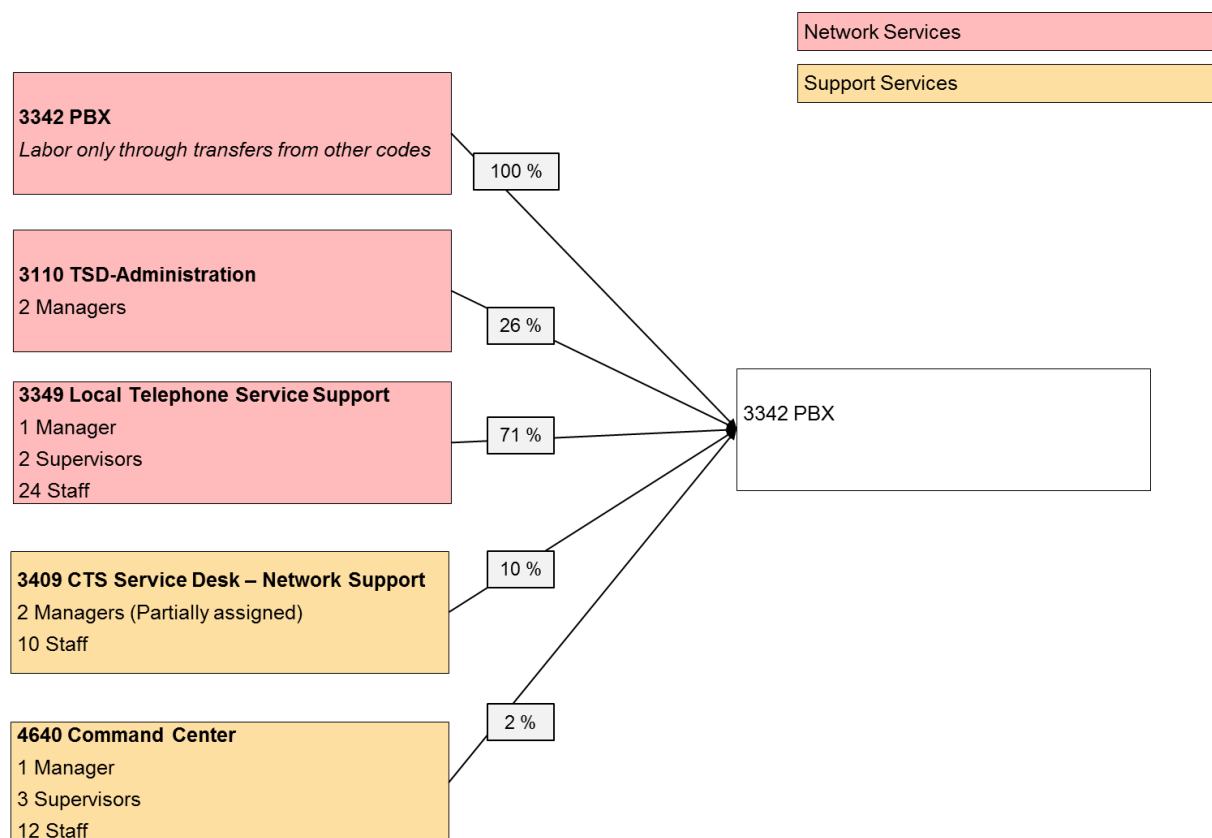 Network Services
Support Services
3342 PBX
Labor only through transfers from other codes
100 %
3110 TSD-Administration
2 Managers
26 %
3349 Local Telephone Service Support
1 Manager
2 Supervisors
24 Staff
71 %
3342 PBX
3409 CTS Service Desk – Network Support
2 Managers (Partially assigned)
10 Staff
10 %
4640 Command Center
1 Manager
3 Supervisors
12 Staff
2 %